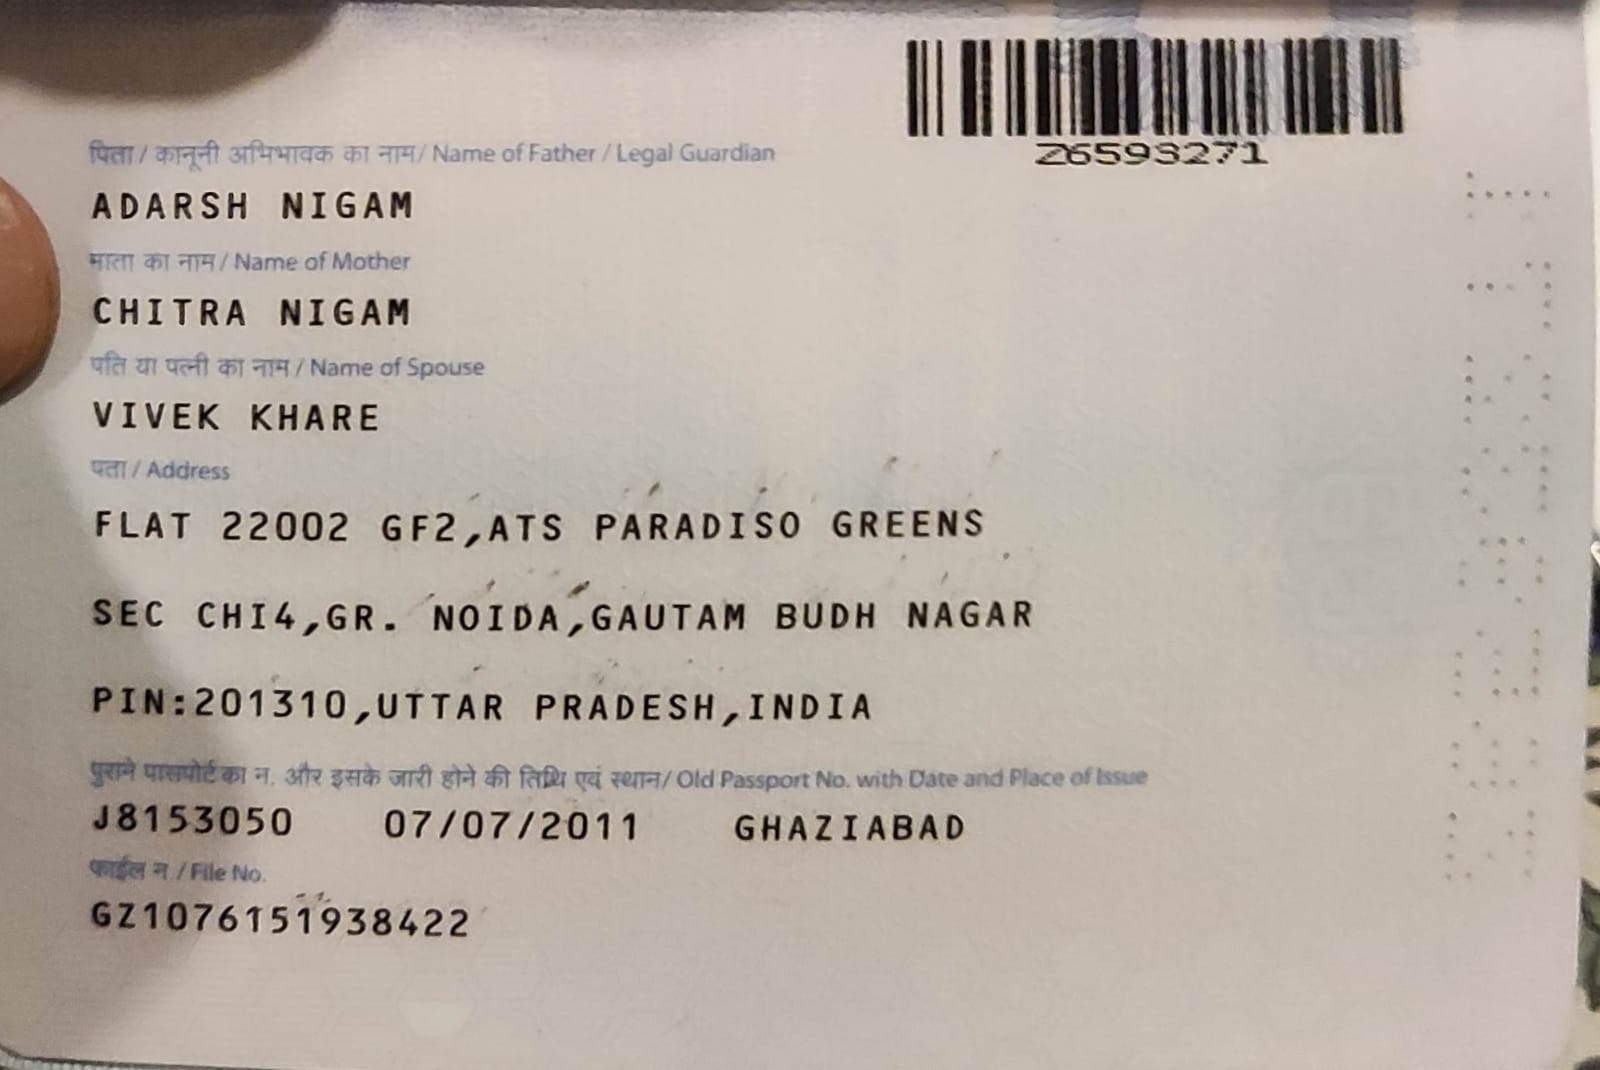 Z6593271
पिता / कानूनी अभिभावक का नाम/ Name of Father / Legal Guardian
ADARSH NIGAM
माता का नाम / Name of Mother
CHITRA NIGAM
पति या पत्नी का नाम / Name of Spouse
VIVEK KHARE
पता / Address
FLAT 22002 GF2,ATS PARADISO GREENS
SEC CHI4,GR. NOIDA,GAUTAM BUDH NAGAR
PIN:201310,UTTAR PRADESH,INDIA
पुराने पासपोर्ट का न. और इसके जारी होने की तिथि एवं स्थान/ Old Passport No. with Date and Place of Issue
J8153050 07/07/2011 GHAZIABAD
फाईल न / File No.
GZ1076151938422